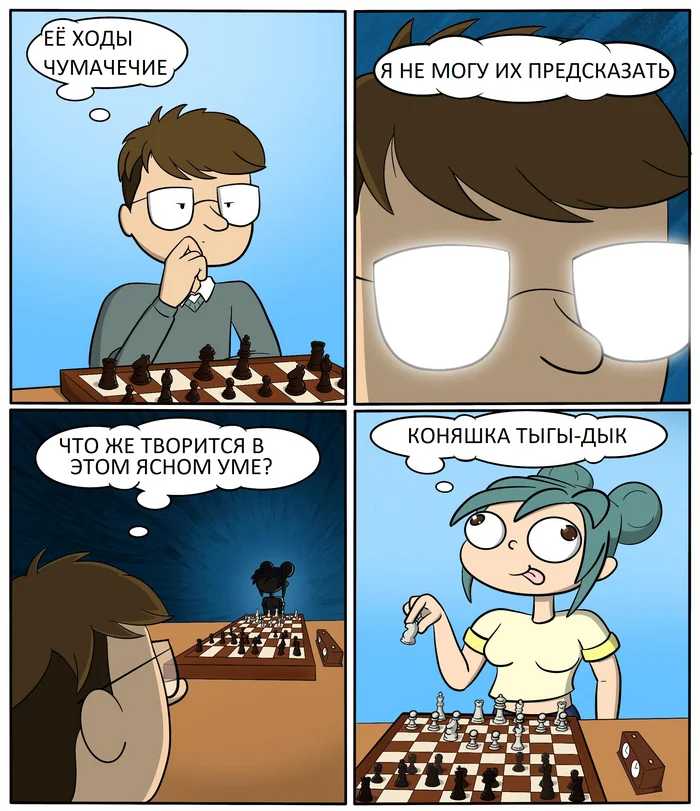 ЕЁ ХОДЫ
ЧУМАЧЕЧИЕ
Я НЕ МОГУ ИХ ПРЕДСКАЗАТЬ
ЧТО ЖЕ ТВОРИТСЯ В
ЭТОМ ЯСНОМ УМЕ?
КОНЯШКА ТЫГЫ-ДЫК